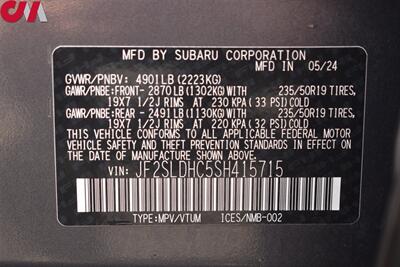 MFD BY SUBARU CORPORATION
MFD IN 05/24
GVWR/PNBV: 4901LB (2223KG)
GAWR/PNBE:FRONT- 2870LB(1302KG)WITH 235/50R19 TIRES,
19X7 1/2J RIMS AT 230 KPA( 33 PSI) COLD
GAWR/PNBE:REAR - 2491LB(1130KG)WITH 235/50R19 TIRES,
19X7 1/2J RIMS AT 220 KPA( 32 PSI) COLD
THIS VEHICLE CONFORMS TO ALL APPLICABLE FEDERAL MOTOR
VEHICLE SAFETY AND THEFT PREVENTION STANDARDS IN EFFECT
ON THE DATE OF MANUFACTURE SHOWN ABOVE.
VIN: JF2SLDHC5SH415715
TYPE:MPV/VTUM ICES/NMB-002